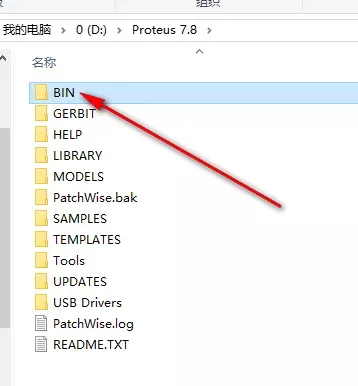 组织
我的电脑 › 0 (D:) › Proteus 7.8
名称
BIN
GERBIT
HELP
LIBRARY
MODELS
PatchWise.bak
SAMPLES
TEMPLATES
Tools
UPDATES
USB Drivers
PatchWise.log
README.TXT